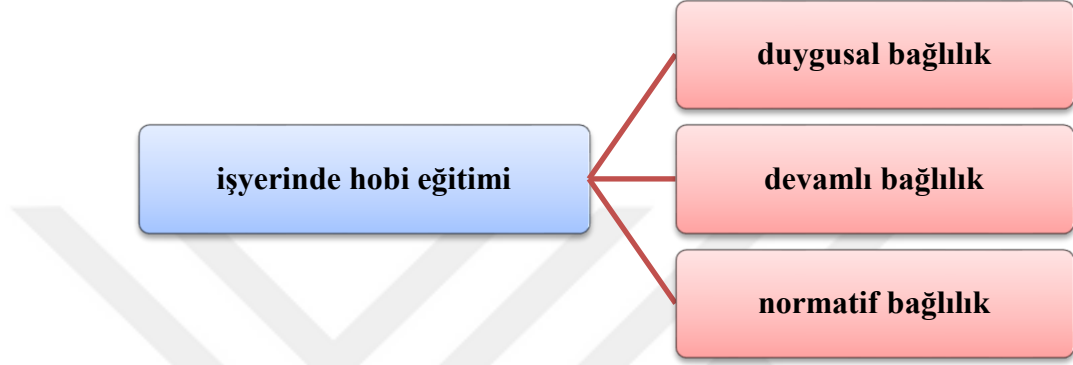 duygusal bağlılık
işyerinde hobi eğitimi
devamlı bağlılık
normatif bağlılık